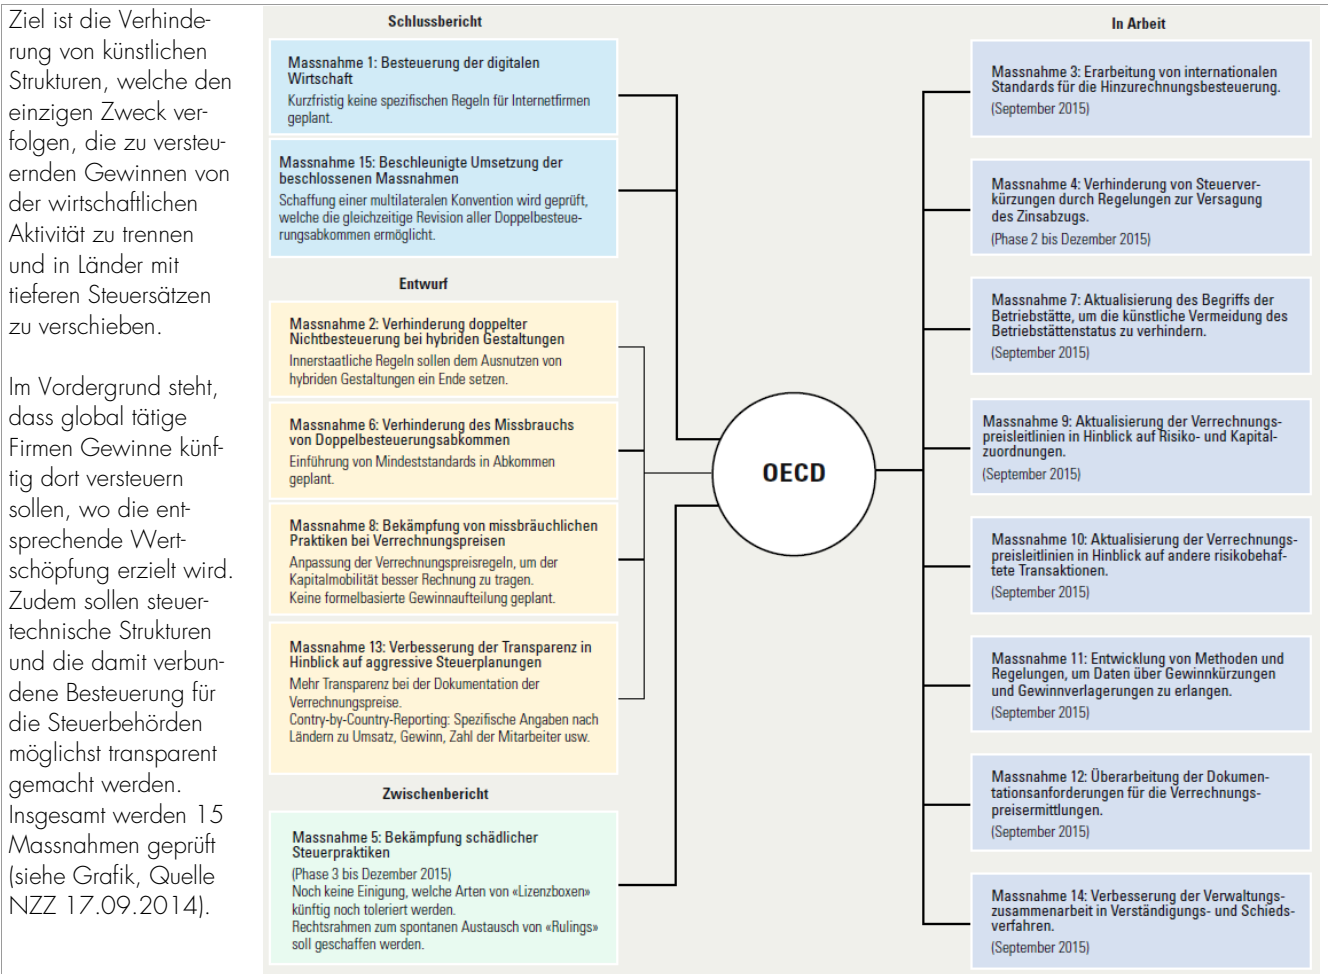 Ziel ist die Verhinde-
rung von künstlichen
Strukturen, welche den
einzigen Zweck ver-
folgen, die zu versteu-
ernden Gewinnen von
der wirtschaftlichen
Aktivität zu trennen
und in Länder mit
tieferen Steuersätzen
zu verschieben.
Im Vordergrund steht,
dass global tätige
Firmen Gewinne künf-
tig dort versteuern
sollen, wo die ent-
sprechende Wert-
schöpfung erzielt wird.
Zudem sollen steuer-
technische Strukturen
und die damit verbun-
dene Besteuerung für
die Steuerbehörden
möglichst transparent
gemacht werden.
Insgesamt werden 15
Massnahmen geprüft
(siehe Grafik, Quelle
NZZ 17.09.2014).
Schlussbericht
Massnahme 1: Besteuerung der digitalen
Wirtschaft
Kurzfristig keine spezifischen Regeln für Internetfirmen
geplant.
Massnahme 15: Beschleunigte Umsetzung der
beschlossenen Massnahmen
Schaffung einer multilateralen Konvention wird geprüft,
welche die gleichzeitige Revision aller Doppelbesteue-
rungsabkommen ermöglicht.
Entwurf
Massnahme 2: Verhinderung doppelter
Nichtbesteuerung bei hybriden Gestaltungen
Innerstaatliche Regeln sollen dem Ausnutzen von
hybriden Gestaltungen ein Ende setzen.
Massnahme 6: Verhinderung des Missbrauchs
von Doppelbesteuerungsabkommen
Einführung von Mindeststandards in Abkommen
geplant.
Massnahme 8: Bekämpfung von missbräuchlichen
Praktiken bei Verrechnungspreisen
Anpassung der Verrechnungspreisregeln, um der
Kapitalmobilität besser Rechnung zu tragen.
Keine formelbasierte Gewinnaufteilung geplant.
Massnahme 13: Verbesserung der Transparenz in
Hinblick auf aggressive Steuerplanungen
Mehr Transparenz bei der Dokumentation der
Verrechnungspreise.
Contry-by-Country-Reporting: Spezifische Angaben nach
Ländern zu Umsatz, Gewinn, Zahl der Mitarbeiter usw.
Zwischenbericht
Massnahme 5: Bekämpfung schädlicher
Steuerpraktiken
(Phase 3 bis Dezember 2015)
Noch keine Einigung, welche Arten von «Lizenzboxen»
künftig noch toleriert werden.
Rechtsrahmen zum spontanen Austausch von «Rulings»
soll geschaffen werden.
OECD
In Arbeit
Massnahme 3: Erarbeitung von internationalen
Standards für die Hinzurechnungsbesteuerung.
(September 2015)
Massnahme 4: Verhinderung von Steuerver-
kürzungen durch Regelungen zur Versagung
des Zinsabzugs.
(Phase 2 bis Dezember 2015)
Massnahme 7: Aktualisierung des Begriffs der
Betriebstätte, um die künstliche Vermeidung des
Betriebstättenstatus zu verhindern.
(September 2015)
Massnahme 9: Aktualisierung der Verrechnungs-
preisleitlinien in Hinblick auf Risiko- und Kapital-
zuordnungen.
(September 2015)
Massnahme 10: Aktualisierung der Verrechnungs-
preisleitlinien in Hinblick auf andere risikobehaf-
tete Transaktionen.
(September 2015)
Massnahme 11: Entwicklung von Methoden und
Regelungen, um Daten über Gewinnkürzungen
und Gewinnverlagerungen zu erlangen.
(September 2015)
Massnahme 12: Überarbeitung der Dokumen-
tationsanforderungen für die Verrechnungs-
preisermittlungen.
(September 2015)
Massnahme 14: Verbesserung der Verwaltungs-
zusammenarbeit in Verständigungs- und Schieds-
verfahren.
(September 2015)